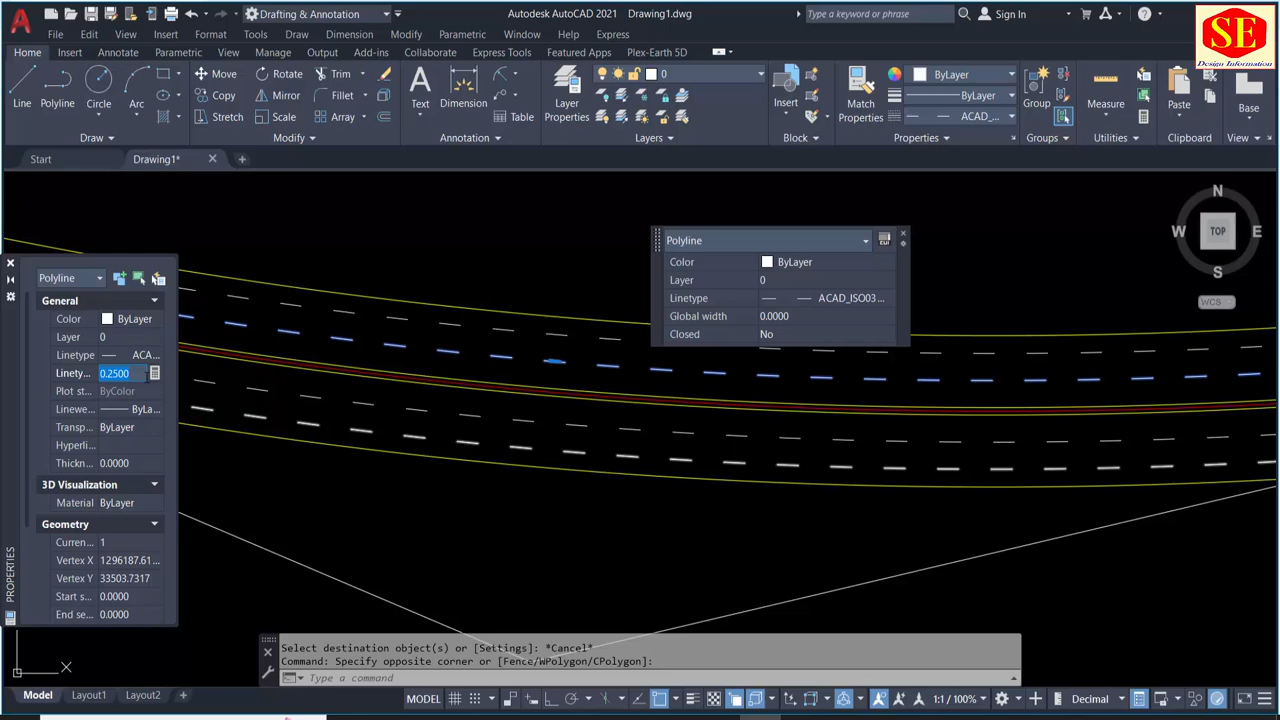 Drafting & Annotation
Autodesk AutoCAD 2021 Drawing1.dwg
Type a keyword or phrase
Sign In
SE
Design Information
File Edit View Insert Format Tools Draw Dimension Modify Parametric Window Help Express
Home Insert Annotate Parametric View Manage Output Add-ins Collaborate Express Tools Featured Apps Plex-Earth 5D
Line Polyline Circle Arc
Move Rotate Trim
Copy Mirror Fillet
Stretch Scale Array
Text Dimension Table
Layer Properties
0
Insert
Match Properties
ByLayer
ByLayer
ACAD_...
Group
Measure
Paste
Base
Draw Modify Annotation Layers Block Properties Groups Utilities Clipboard View
Start Drawing1*
N
W TOP E
S
WCS
Polyline
Color ByLayer
Layer 0
Linetype ACAD_ISO03...
Global width 0.0000
Closed No
Polyline
General
Color ByLayer
Layer 0
Linetype ACA...
Linety... 0.2500
Plot st... ByColor
Linewe... ByLa...
Transp... ByLayer
Hyperli...
Thickn... 0.0000
3D Visualization
Material ByLayer
Geometry
Curren... 1
Vertex X 1296187.61...
Vertex Y 33503.7317
Start s... 0.0000
End se... 0.0000
PROPERTIES
Y
X
Select destination object(s) or [Settings]: *Cancel*
Command: Specify opposite corner or [Fence/WPolygon/CPolygon]:
Type a command
Model Layout1 Layout2
MODEL 1:1 / 100% Decimal